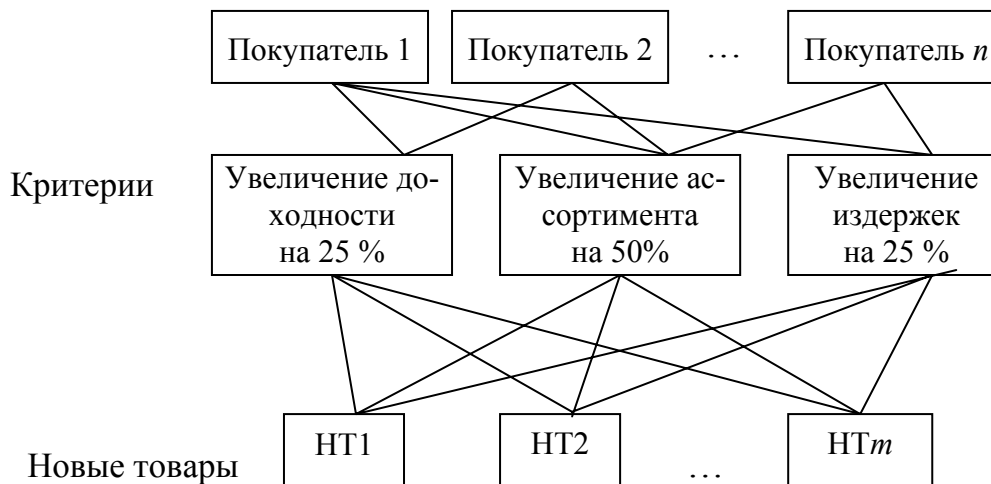 Покупатель 1
Покупатель 2
…
Покупатель n
Критерии
Увеличение до-
ходности
на 25 %
Увеличение ас-
сортимента
на 50%
Увеличение
издержек
на 25 %
Новые товары
НТ1
НТ2
…
НТm